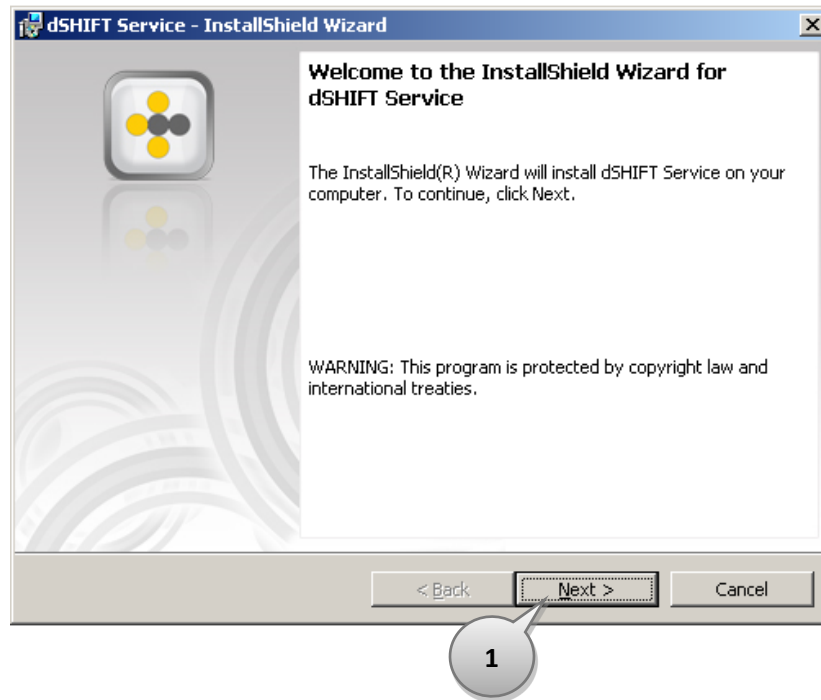 dSHIFT Service - InstallShield Wizard
Welcome to the InstallShield Wizard for
dSHIFT Service
The InstallShield(R) Wizard will install dSHIFT Service on your
computer. To continue, click Next.
WARNING: This program is protected by copyright law and
international treaties.
< Back
Next >
Cancel
1